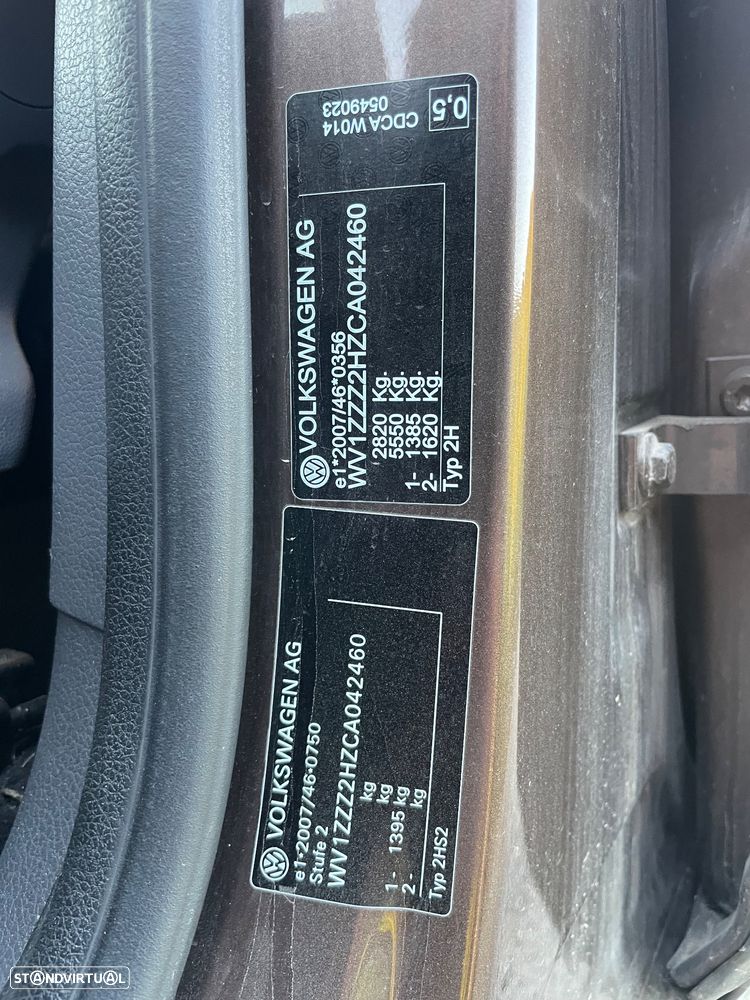 VOLKSWAGEN AG
e1*2007/46*0356
WV1ZZZ2HZCA042460
2820 Kg.
5550 Kg.
1- 1385 Kg.
2- 1620 Kg.
Typ 2H
CDCA W014
0549023
0,5
VOLKSWAGEN AG
e1*2007/46*0750
Stufe 2
WV1ZZZ2HZCA042460
kg
kg
1- 1395 kg
2- kg
Typ 2HS2
STANDVIRTUAL